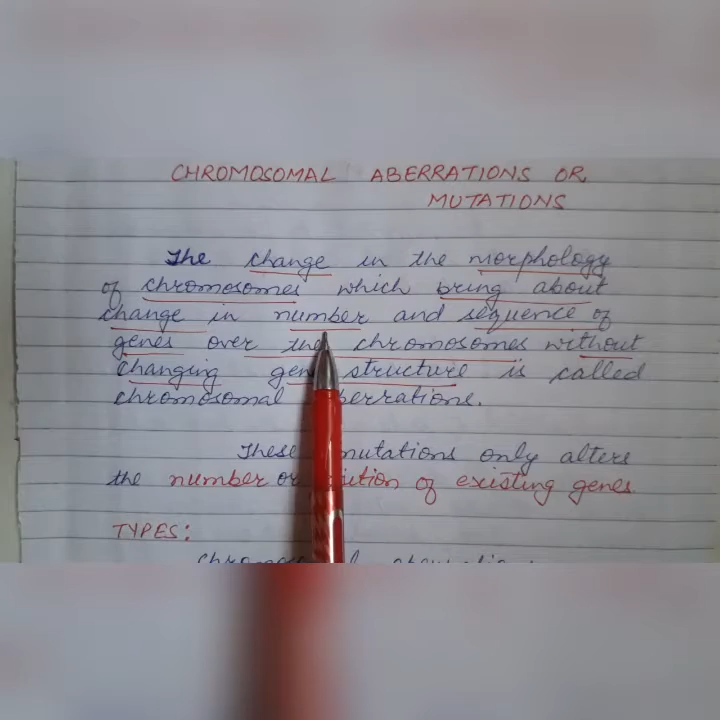 CHROMOSOMAL ABERRATIONS OR
MUTATIONS
The change in the morphology
of chromosomes which bring about
change in number and sequence of
genes over the chromosomes without
changing gene structure is called
chromosomal aberrations.
These mutations only alters
the number or position of existing genes.
TYPES: